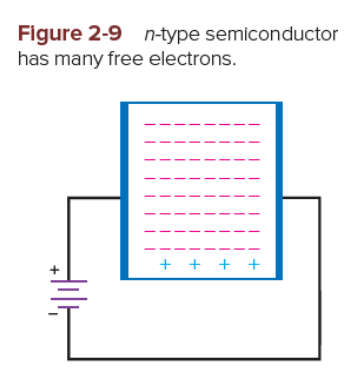 Figure 2-9 n-type semiconductor
has many free electrons.
+ + + +
+
−